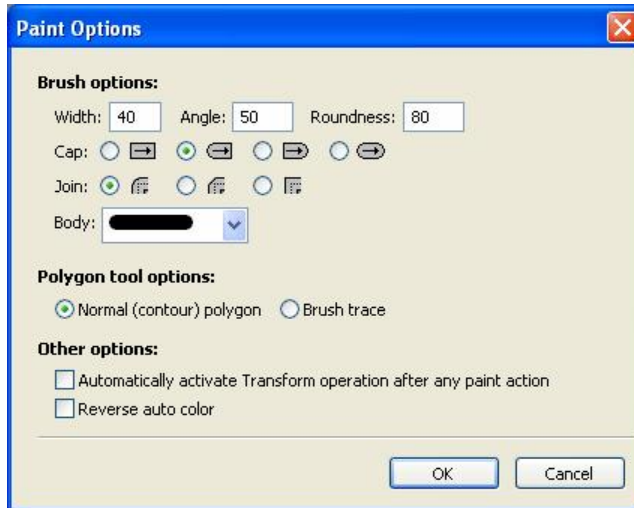 Paint Options
Brush options:
Width: 40 Angle: 50 Roundness: 80
Cap:
Join:
Body:
Polygon tool options:
Normal (contour) polygon Brush trace
Other options:
Automatically activate Transform operation after any paint action
Reverse auto color
OK Cancel